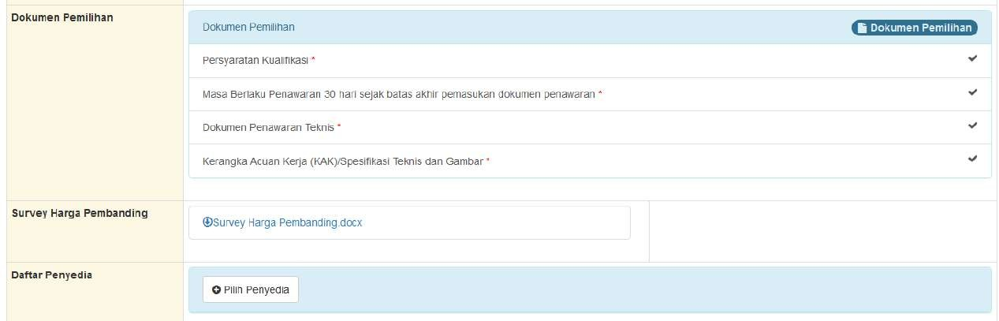 Dokumen Pemilihan
Dokumen Pemilihan
Dokumen Pemilihan
Persyaratan Kualifikasi *
Masa Berlaku Penawaran 30 hari sejak batas akhir pemasukan dokumen penawaran *
Dokumen Penawaran Teknis *
Kerangka Acuan Kerja (KAK)/Spesifikasi Teknis dan Gambar *
Survey Harga Pembanding
Survey Harga Pembanding.docx
Daftar Penyedia
Pilih Penyedia